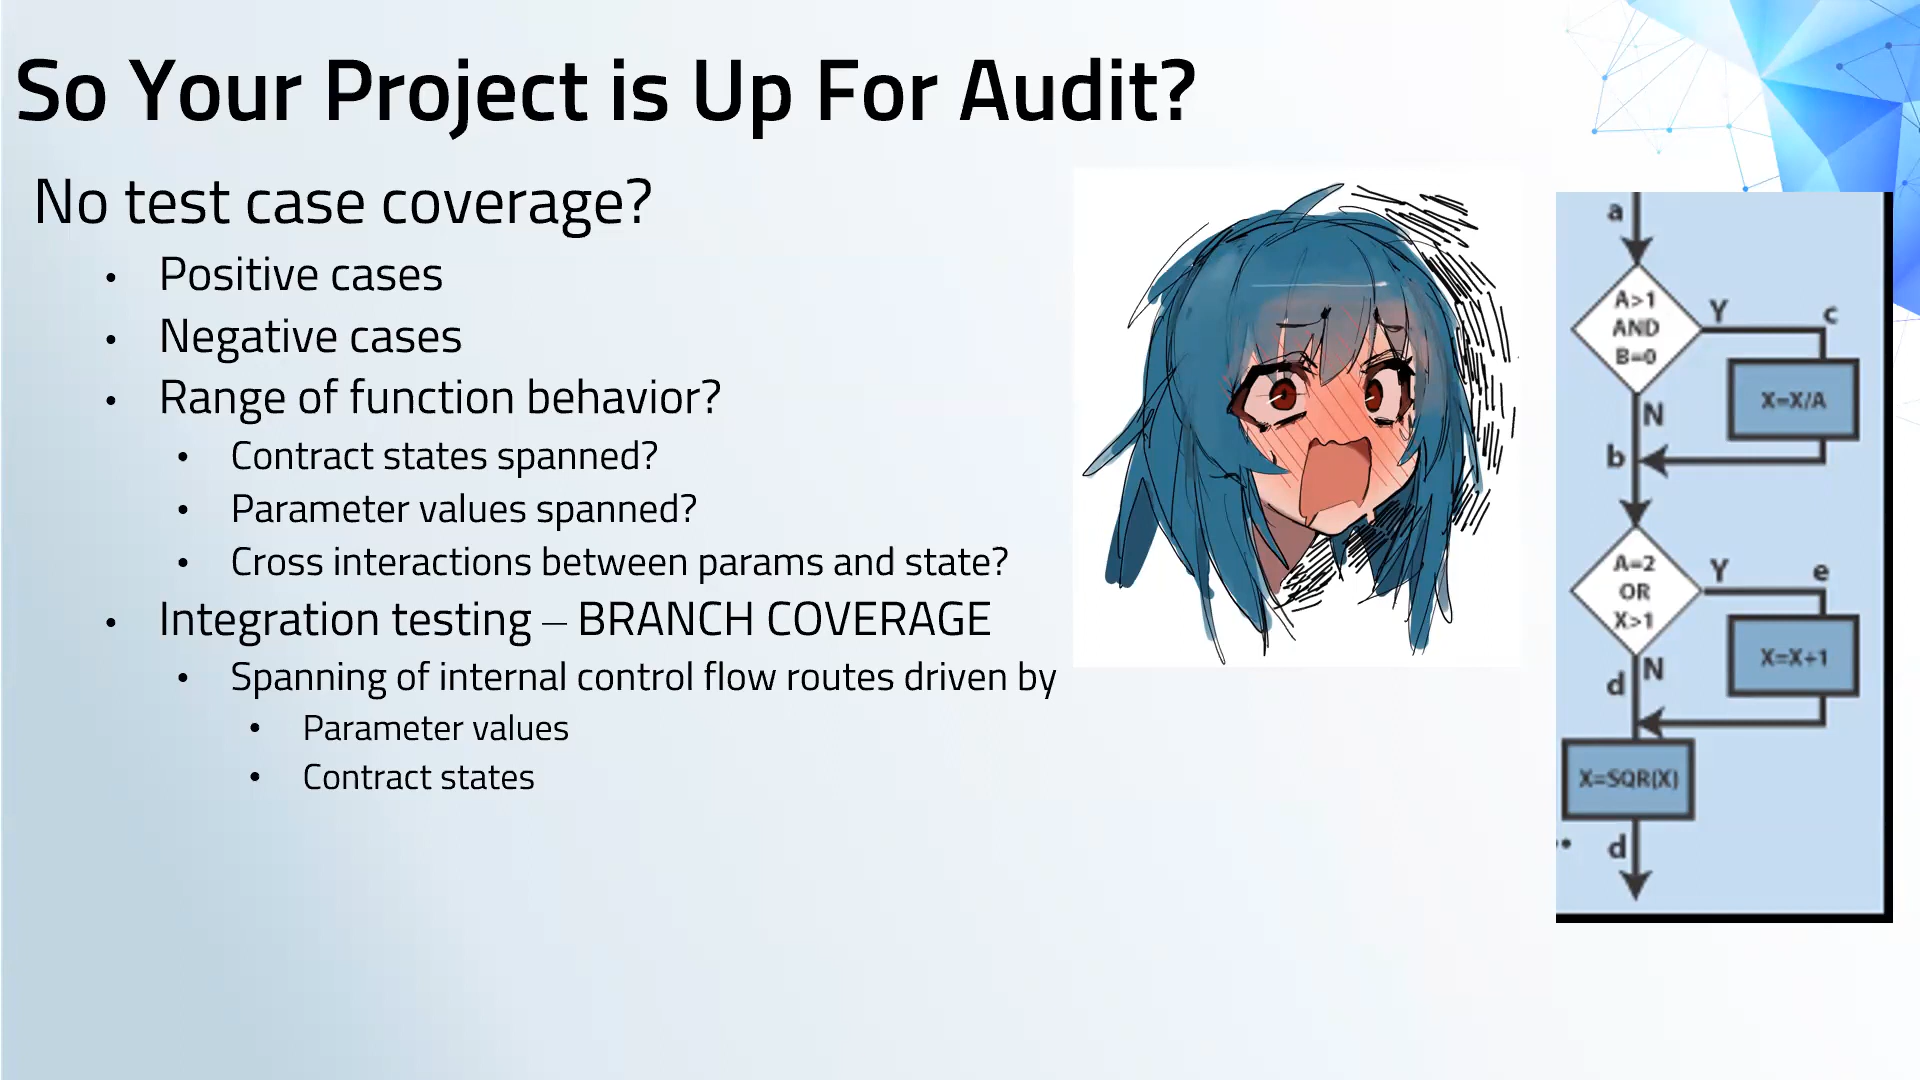 So Your Project is Up For Audit?
No test case coverage?
• Positive cases
• Negative cases
• Range of function behavior?
• Contract states spanned?
• Parameter values spanned?
• Cross interactions between params and state?
• Integration testing – BRANCH COVERAGE
• Spanning of internal control flow routes driven by
• Parameter values
• Contract states
a
A>1
AND
B=0
Y
c
X=X/A
N
b
A=2
OR
X>1
Y
e
X=X+1
N
d
X=SQR(X)
d